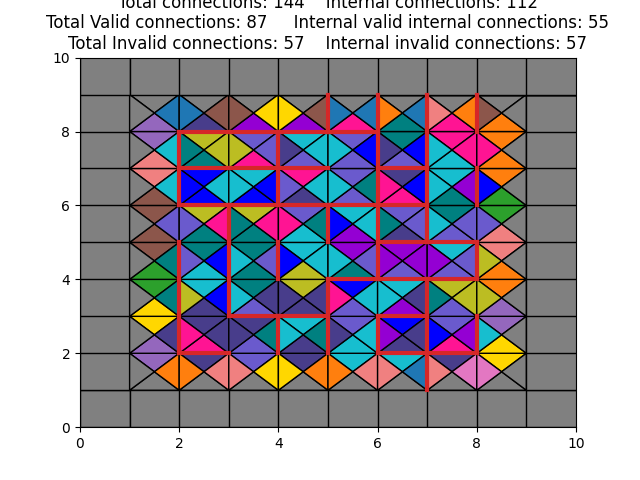 Total connections: 144 Internal connections: 112
Total Valid connections: 87 Internal valid internal connections: 55
Total Invalid connections: 57 Internal invalid connections: 57
10
8
6
4
2
0
0 2 4 6 8 10